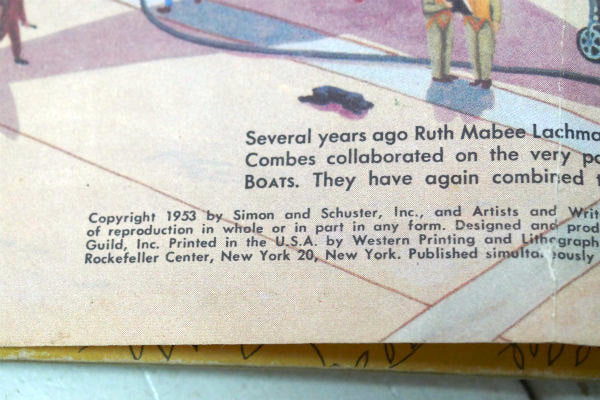 Several years ago Ruth Mabee Lachma
Combes collaborated on the very po
BOATS. They have again combined t
Copyright 1953 by Simon and Schuster, Inc., and Artists and Writ
of reproduction in whole or in part in any form. Designed and prod
Guild, Inc. Printed in the U.S.A. by Western Printing and Lithograph
Rockefeller Center, New York 20, New York. Published simulta ously